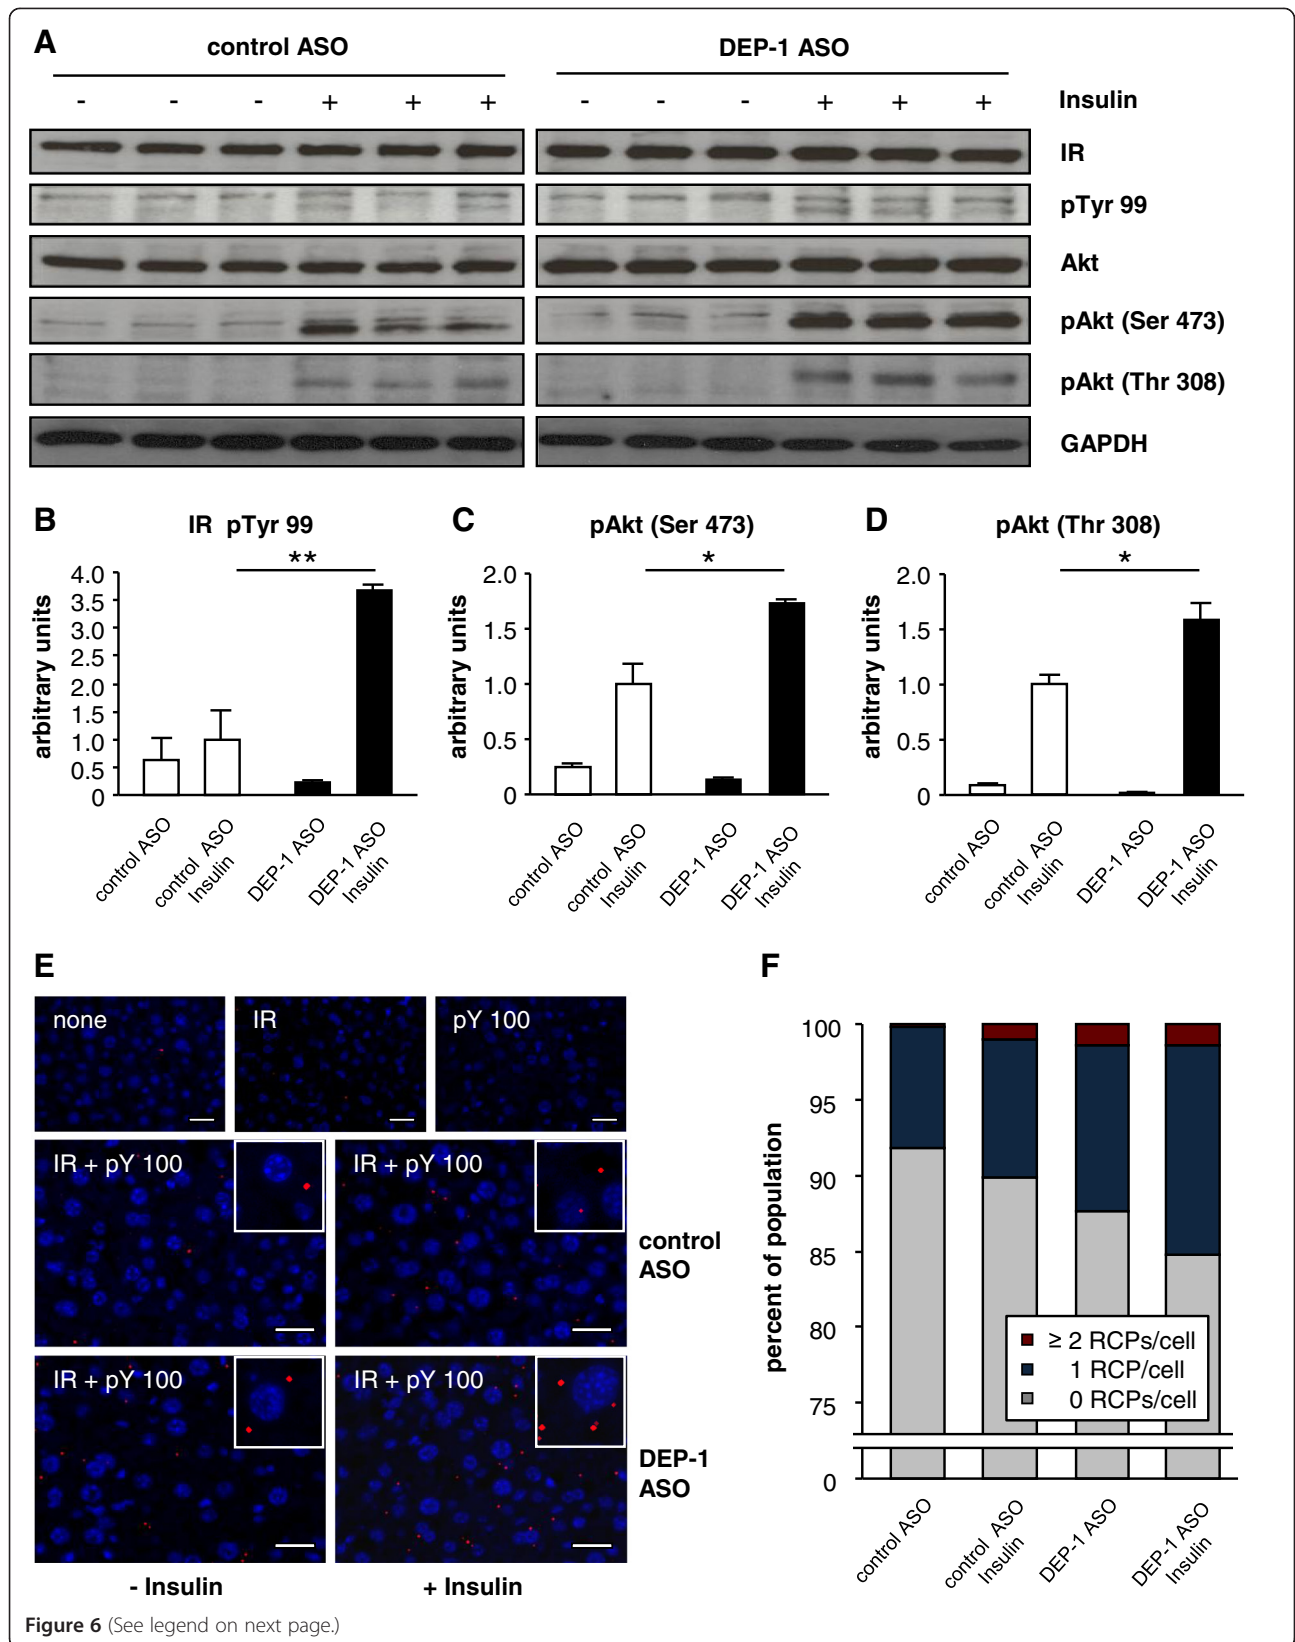 A
control ASO
DEP-1 ASO
- - - + + + - - - + + + Insulin
IR
pTyr 99
Akt
pAkt (Ser 473)
pAkt (Thr 308)
GAPDH
B
IR pTyr 99
**
arbitrary units
4.0
3.5
3.0
2.5
2.0
1.5
1.0
0.5
0
control ASO
control ASO
Insulin
DEP-1 ASO
DEP-1 ASO
Insulin
C
pAkt (Ser 473)
*
arbitrary units
2.0
1.5
1.0
0.5
0
control ASO
control ASO
Insulin
DEP-1 ASO
DEP-1 ASO
Insulin
D
pAkt (Thr 308)
*
arbitrary units
2.0
1.5
1.0
0.5
0
control ASO
control ASO
Insulin
DEP-1 ASO
DEP-1 ASO
Insulin
E
none
IR
pY 100
IR + pY 100
IR + pY 100
control
ASO
IR + pY 100
IR + pY 100
DEP-1
ASO
- Insulin
+ Insulin
F
percent of population
100
95
90
85
80
75
0
≥ 2 RCPs/cell
1 RCP/cell
0 RCPs/cell
control ASO
control ASO
Insulin
DEP-1 ASO
DEP-1 ASO
Insulin
Figure 6 (See legend on next page.)